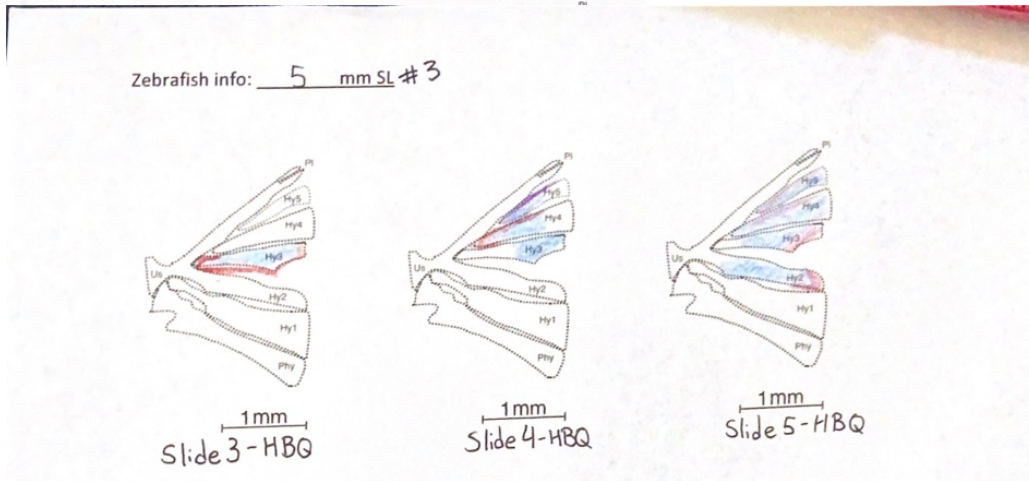 Zebrafish info: 5 mm SL #3
Pl
Hy5
Hy4
Hy3
Us
Hy2
Hy1
Phy
1mm
Slide 3-HBQ
Pl
Hy5
Hy4
Hy3
Us
Hy2
Hy1
Phy
1mm
Slide 4-HBQ
Pl
Hy5
Hy4
Hy3
Us
Hy2
Hy1
Phy
1mm
Slide 5-HBQ